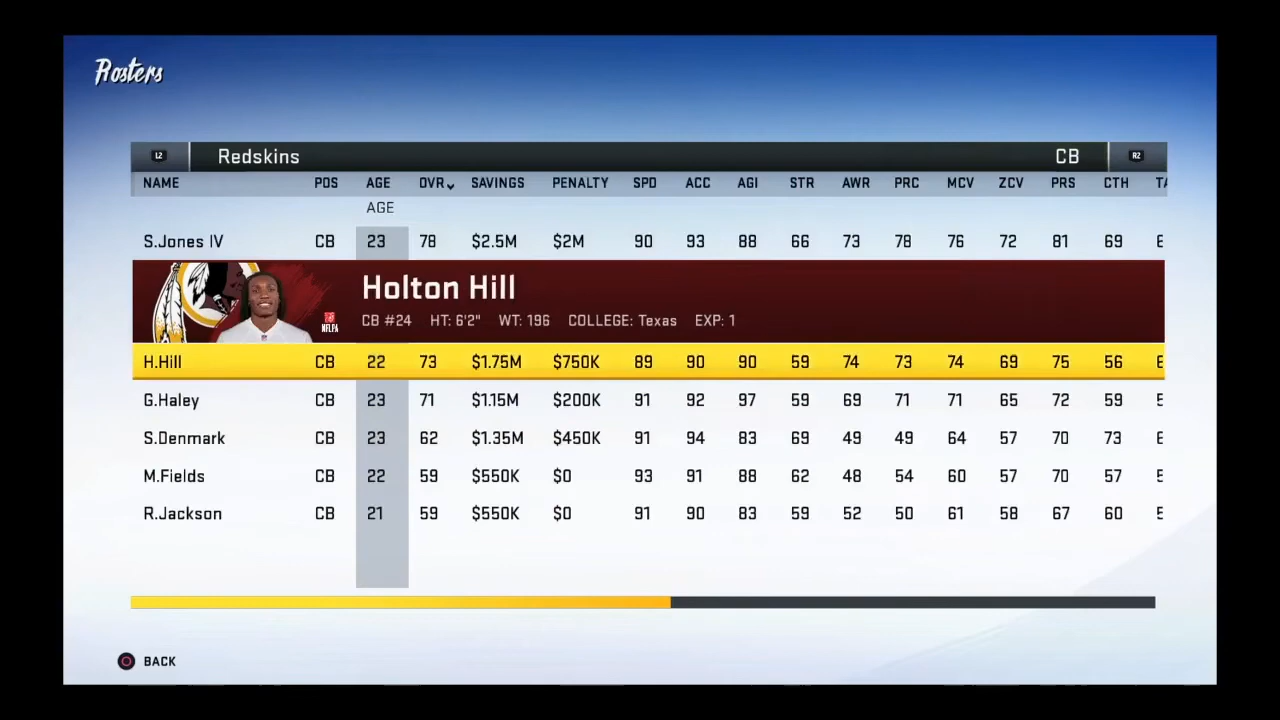 Rosters
L2 Redskins CB R2
NAME POS AGE OVR SAVINGS PENALTY SPD ACC AGI STR AWR PRC MCV ZCV PRS CTH TA
AGE
S.Jones IV CB 23 78 $2.5M $2M 90 93 88 66 73 78 76 72 81 69
Holton Hill
NFLPA CB #24 HT: 6'2" WT: 196 COLLEGE: Texas EXP: 1
H.Hill CB 22 73 $1.75M $750K 89 90 90 59 74 73 74 69 75 56
G.Haley CB 23 71 $1.15M $200K 91 92 97 59 69 71 71 65 72 59
S.Denmark CB 23 62 $1.35M $450K 91 94 83 69 49 49 64 57 70 73
M.Fields CB 22 59 $550K $0 93 91 88 62 48 54 60 57 70 57
R.Jackson CB 21 59 $550K $0 91 90 83 59 52 50 61 58 67 60
BACK